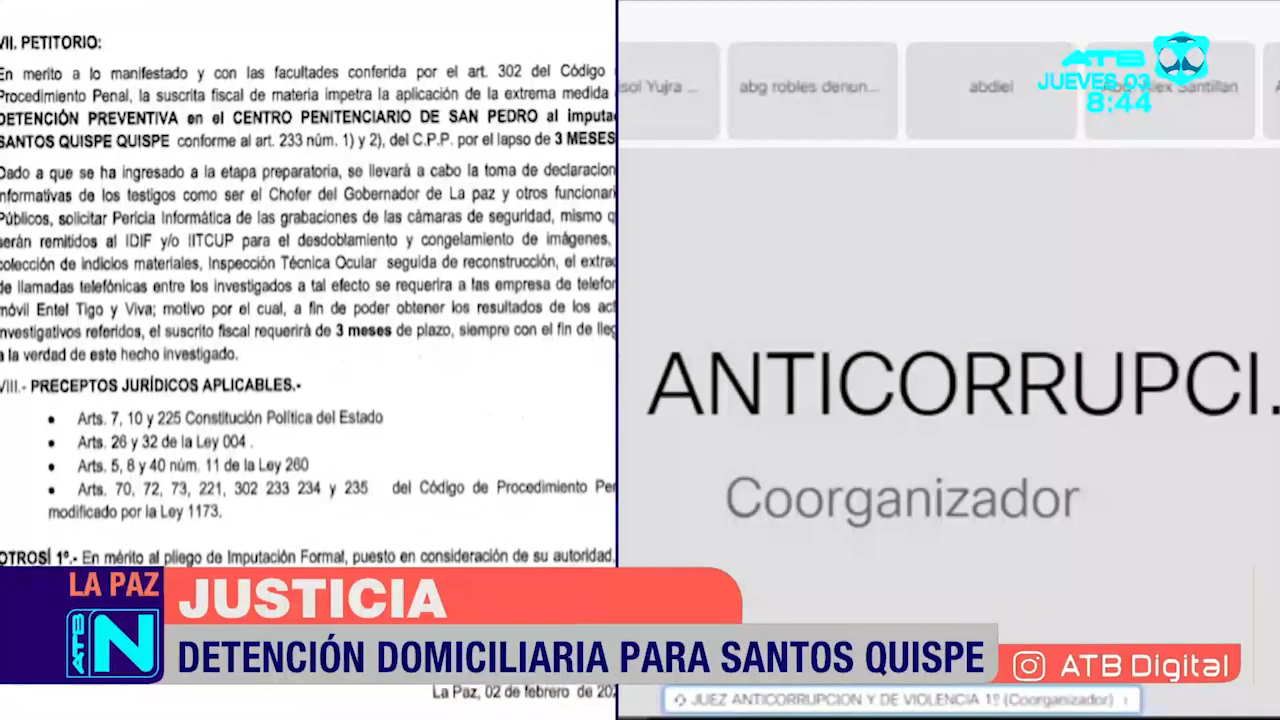 VII. PETITORIO:
En merito a lo manifestado y con las facultades conferida por el art. 302 del Código
Procedimiento Penal, la suscrita fiscal de materia impetra la aplicación de la extrema medida
DETENCIÓN PREVENTIVA en el CENTRO PENITENCIARIO DE SAN PEDRO al
SANTOS QUISPE QUISPE conforme al art. 233 núm. 1) y 2), del C.P.P. por el lapso de 3 MESES
Dado a que se ha ingresado a la etapa preparatoria, se llevará a cabo la toma de
informativas de los testigos como ser el Chofer del Gobernador de La paz y otros
Públicos, solicitar Pericia Informática de las grabaciones de las cámaras de seguridad, mismo
serán remitidos al IDIF y/o IITCUP para el desdoblamiento y congelamiento de imágenes,
colección de indicios materiales, Inspección Técnica Ocular seguida de reconstrucción, el
de llamadas telefónicas entre los investigados a tal efecto se requerira a las empresa de
móvil Entel Tigo y Viva; motivo por el cual, a fin de poder obtener los resultados de los
investigativos referidos, el suscrito fiscal requerirá de 3 meses de plazo, siempre con el fin de
a la verdad de este hecho investigado.
VIII.- PRECEPTOS JURÍDICOS APLICABLES.-
• Arts. 7, 10 y 225 Constitución Política del Estado
• Arts. 26 y 32 de la Ley 004 .
• Arts. 5, 8 y 40 núm. 11 de la Ley 260
• Arts. 70, 72, 73, 221, 302 233 234 y 235 del Código de Procedimiento
modificado por la Ley 1173.
OTROSÍ 1º.- En mérito al pliego de Imputación Formal, puesto en consideración de su autoridad,
La Paz, 02 de febrero de
Yujra ...
abg robles denun...
abdiel
Santillan
ATB
JUEVES 03
8:44
ANTICORRUPCI.
Coorganizador
JUEZ ANTICORRUPCION Y DE VIOLENCIA 1º (Coorganizador)
LA PAZ
ATB N
JUSTICIA
DETENCIÓN DOMICILIARIA PARA SANTOS QUISPE
ATB Digital